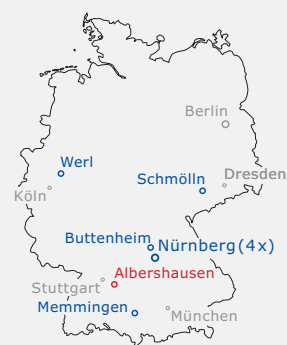 Berlin
Werl
Dresden
Schmölln
Köln
Buttenheim
Nürnberg(4x)
Albershausen
Stuttgart
Memmingen
München